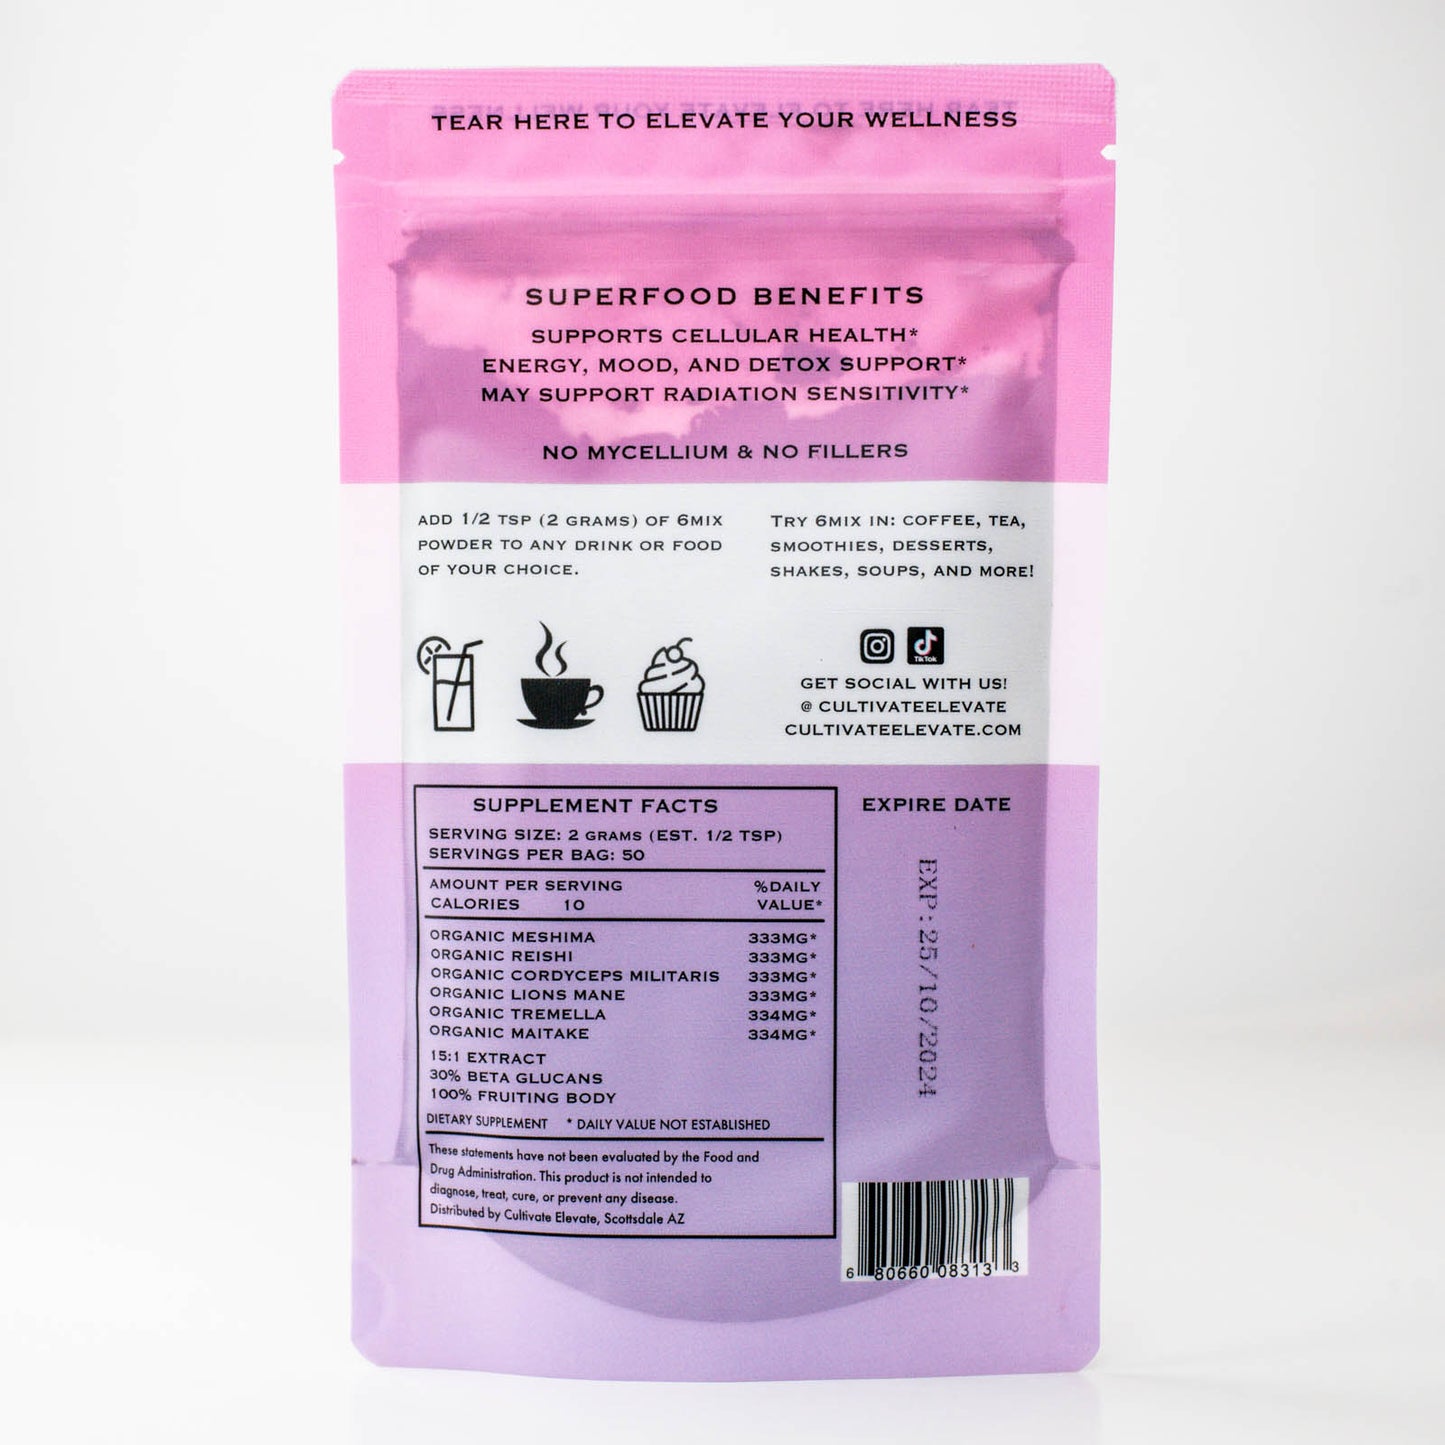 TEAR HERE TO ELEVATE YOUR WELLNESS
SUPERFOOD BENEFITS
SUPPORTS CELLULAR HEALTH*
ENERGY, MOOD, AND DETOX SUPPORT*
MAY SUPPORT RADIATION SENSITIVITY*
NO MYCELLIUM & NO FILLERS
ADD 1/2 TSP (2 GRAMS) OF 6MIX
POWDER TO ANY DRINK OR FOOD
OF YOUR CHOICE.
TRY 6MIX IN: COFFEE, TEA,
SMOOTHIES, DESSERTS,
SHAKES, SOUPS, AND MORE!
TikTok
GET SOCIAL WITH US!
@ CULTIVATEELEVATE
CULTIVATEELEVATE.COM
SUPPLEMENT FACTS
SERVING SIZE: 2 GRAMS (EST. 1/2 TSP)
SERVINGS PER BAG: 50
AMOUNT PER SERVING %DAILY
CALORIES 10 VALUE*
ORGANIC MESHIMA 333MG*
ORGANIC REISHI 333MG*
ORGANIC CORDYCEPS MILITARIS 333MG*
ORGANIC LIONS MANE 333MG*
ORGANIC TREMELLA 334MG*
ORGANIC MAITAKE 334MG*
15:1 EXTRACT
30% BETA GLUCANS
100% FRUITING BODY
DIETARY SUPPLEMENT * DAILY VALUE NOT ESTABLISHED
These statements have not been evaluated by the Food and
Drug Administration. This product is not intended to
diagnose, treat, cure, or prevent any disease.
Distributed by Cultivate Elevate, Scottsdale AZ
EXPIRE DATE
EXP:25/10/2024
6 80660 08313 3